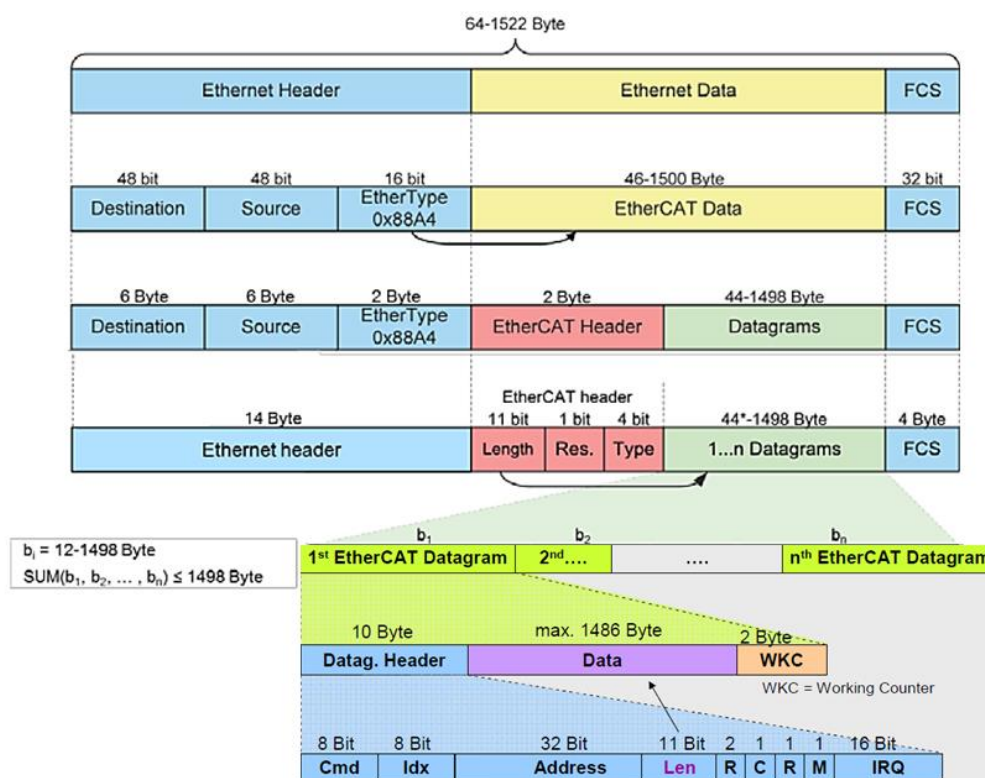 64-1522 Byte
Ethernet Header Ethernet Data FCS
48 bit 48 bit 16 bit 46-1500 Byte 32 bit
Destination Source EtherType
0x88A4 EtherCAT Data FCS
6 Byte 6 Byte 2 Byte 2 Byte 44-1498 Byte
Destination Source EtherType
0x88A4 EtherCAT Header Datagrams FCS
EtherCAT header
14 Byte 11 bit 1 bit 4 bit 44*-1498 Byte 4 Byte
Ethernet header Length Res. Type 1...n Datagrams FCS
bi = 12-1498 Byte
SUM(b1, b2, ... , bn) ≤ 1498 Byte
b1 b2 bn
1st EtherCAT Datagram 2nd.... .... nth EtherCAT Datagram
10 Byte max. 1486 Byte 2 Byte
Datag. Header Data WKC
WKC = Working Counter
8 Bit 8 Bit 32 Bit 11 Bit 2 1 1 1 16 Bit
Cmd Idx Address Len R C R M IRQ